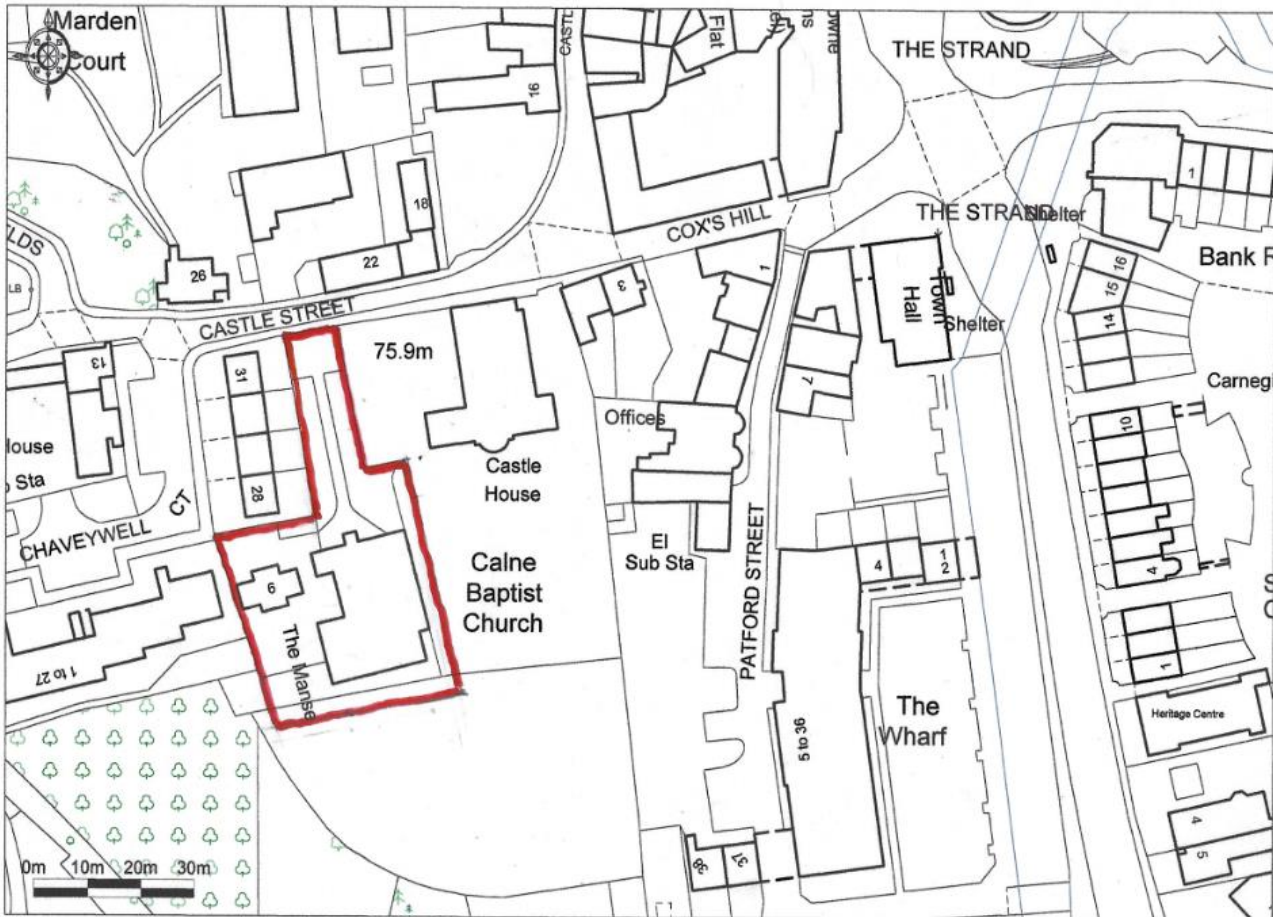 Marden
Court
16
CASTL
Flat
THE STRAND
18
22
26
COX'S HILL
THE STRAND
Shelter
1
Bank R
ELDS
LB
CASTLE STREET
75.9m
3
1
Town
Hall
Shelter
16
15
14
13
31
28
7
Carnegi
House
Sta
Offices
Castle
House
10
CHAVEYWELL
CT
El
Sub Sta
PATFORD STREET
4
1
2
4
Calne
Baptist
Church
6
The Manse
1 to 27
1
The
Wharf
5 to 36
Heritage Centre
4
5
38
37
0m 10m 20m 30m